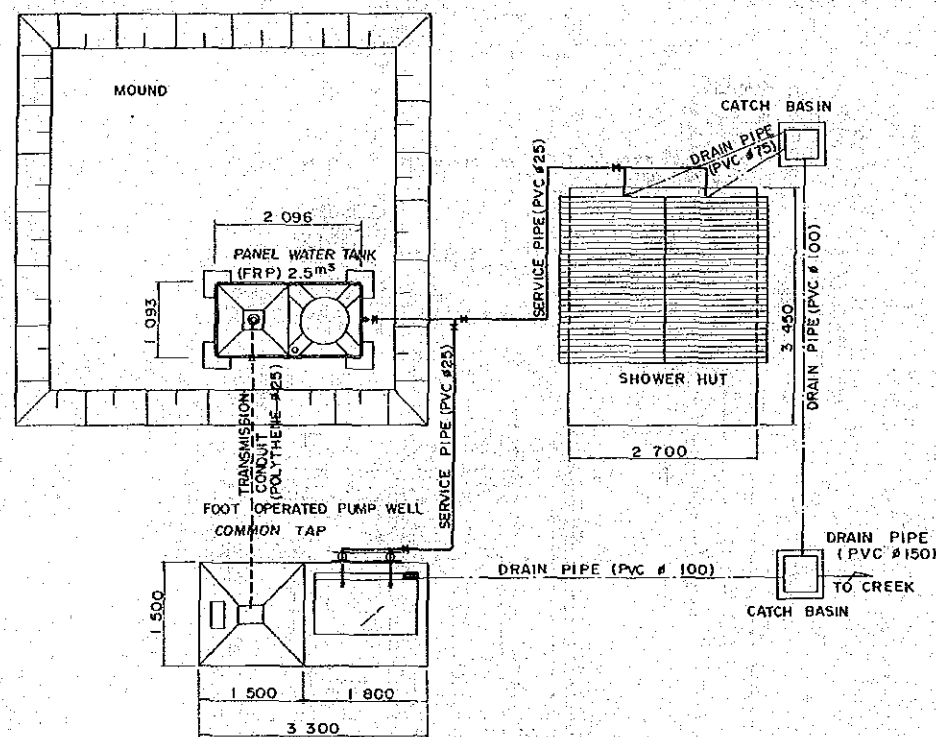 MOUND
CATCH BASIN
DRAIN PIPE
(PVC ø75)
SERVICE PIPE (PVC ø25)
2 096
PANEL WATER TANK
(FRP) 2.5m³
1 093
DRAIN PIPE (PVC ø 100)
3 450
SHOWER HUT
2 700
TRANSMISSION
CONDUIT
(POLYTHENE ø25)
SERVICE PIPE (PVC ø25)
FOOT OPERATED PUMP WELL
COMMON TAP
DRAIN PIPE
(PVC ø150)
DRAIN PIPE (PVC ø 100)
TO CREEK
CATCH BASIN
1 500
1 500
1 800
3 300